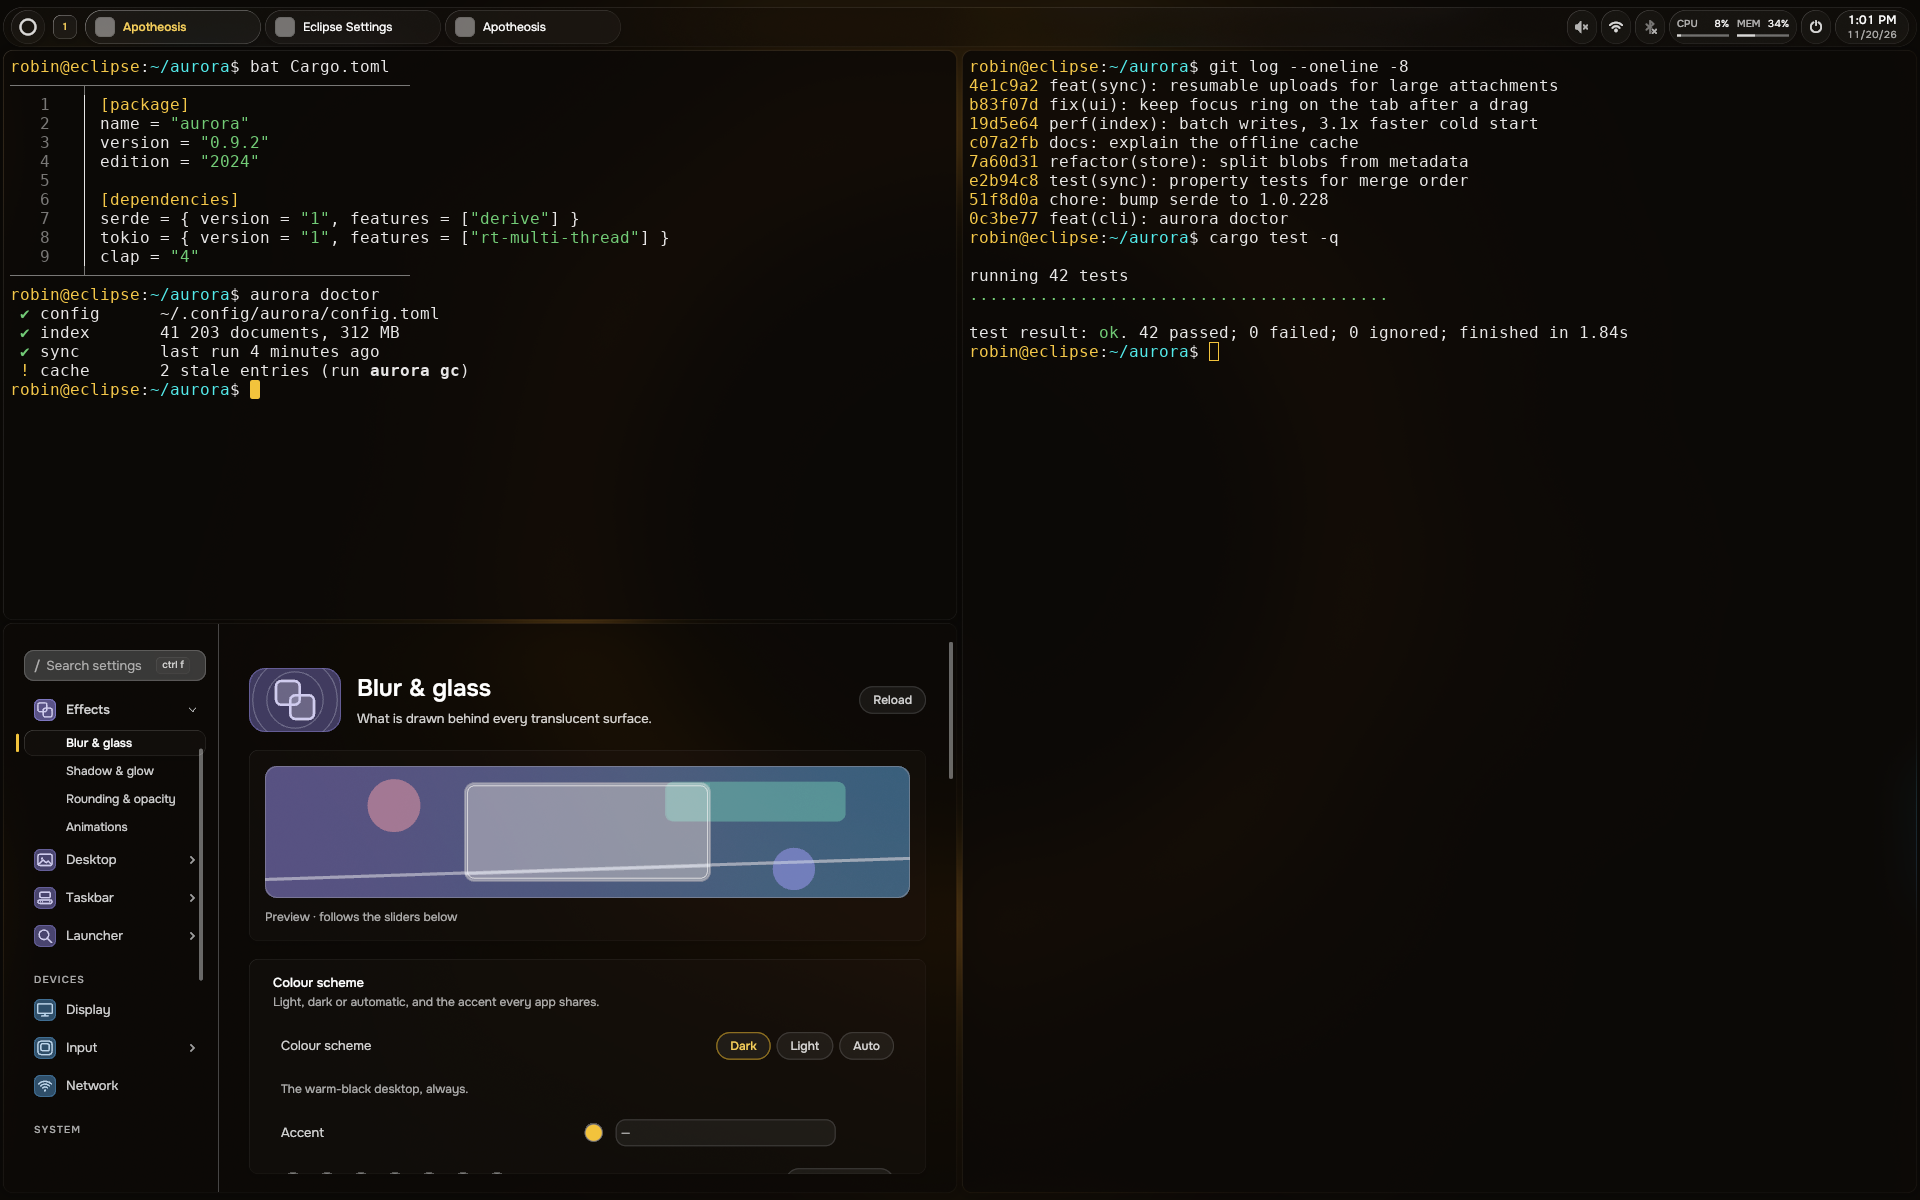 1
Apotheosis
Eclipse Settings
Apotheosis
CPU 8% MEM 34%
1:01 PM
11/20/26
robin@eclipse:~/aurora$ bat Cargo.toml
1 [package]
2 name = "aurora"
3 version = "0.9.2"
4 edition = "2024"
5
6 [dependencies]
7 serde = { version = "1", features = ["derive"] }
8 tokio = { version = "1", features = ["rt-multi-thread"] }
9 clap = "4"
robin@eclipse:~/aurora$ aurora doctor
✔ config ~/.config/aurora/config.toml
✔ index 41 203 documents, 312 MB
✔ sync last run 4 minutes ago
! cache 2 stale entries (run aurora gc)
robin@eclipse:~/aurora$
robin@eclipse:~/aurora$ git log --oneline -8
4e1c9a2 feat(sync): resumable uploads for large attachments
b83f07d fix(ui): keep focus ring on the tab after a drag
19d5e64 perf(index): batch writes, 3.1x faster cold start
c07a2fb docs: explain the offline cache
7a60d31 refactor(store): split blobs from metadata
e2b94c8 test(sync): property tests for merge order
51f8d0a chore: bump serde to 1.0.228
0c3be77 feat(cli): aurora doctor
robin@eclipse:~/aurora$ cargo test -q
running 42 tests
..........................................
test result: ok. 42 passed; 0 failed; 0 ignored; finished in 1.84s
robin@eclipse:~/aurora$
/ Search settings ctrl f
Effects
Blur & glass
Shadow & glow
Rounding & opacity
Animations
Desktop
Taskbar
Launcher
DEVICES
Display
Input
Network
SYSTEM
Blur & glass
What is drawn behind every translucent surface.
Reload
Preview · follows the sliders below
Colour scheme
Light, dark or automatic, and the accent every app shares.
Colour scheme
Dark
Light
Auto
The warm-black desktop, always.
Accent
—